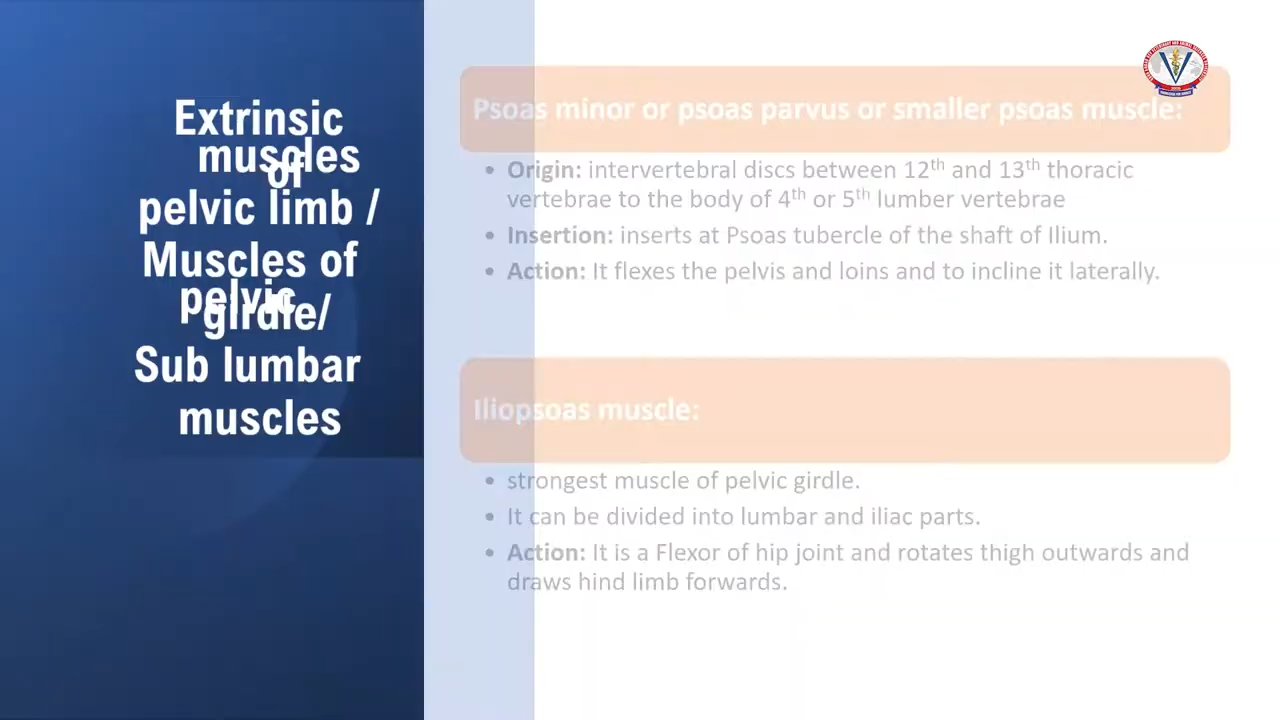 Extrinsic
muscles
of
pelvic limb /
Muscles of
pelvic
girdle/
Sub lumbar
muscles
Psoas minor or psoas parvus or smaller psoas muscle:
• Origin: intervertebral discs between 12th and 13th thoracic
vertebrae to the body of 4th or 5th lumber vertebrae
• Insertion: inserts at Psoas tubercle of the shaft of Ilium.
• Action: It flexes the pelvis and loins and to incline it laterally.
Iliopsoas muscle:
• strongest muscle of pelvic girdle.
• It can be divided into lumbar and iliac parts.
• Action: It is a Flexor of hip joint and rotates thigh outwards and
draws hind limb forwards.